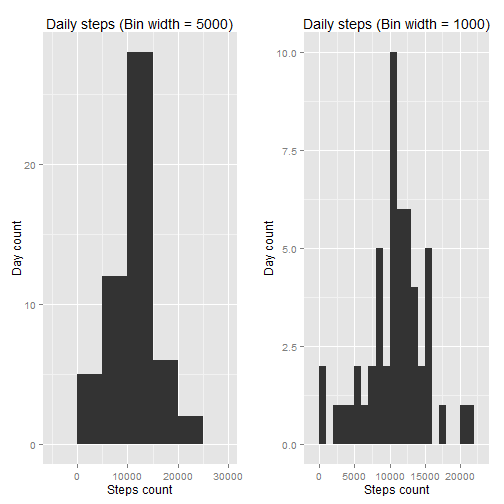 Daily steps (Bin width = 5000)
20
10
0
Day count
0 10000 20000 30000
Steps count
Daily steps (Bin width = 1000)
10.0
7.5
5.0
2.5
0.0
Day count
0 5000 10000 15000 20000
Steps count